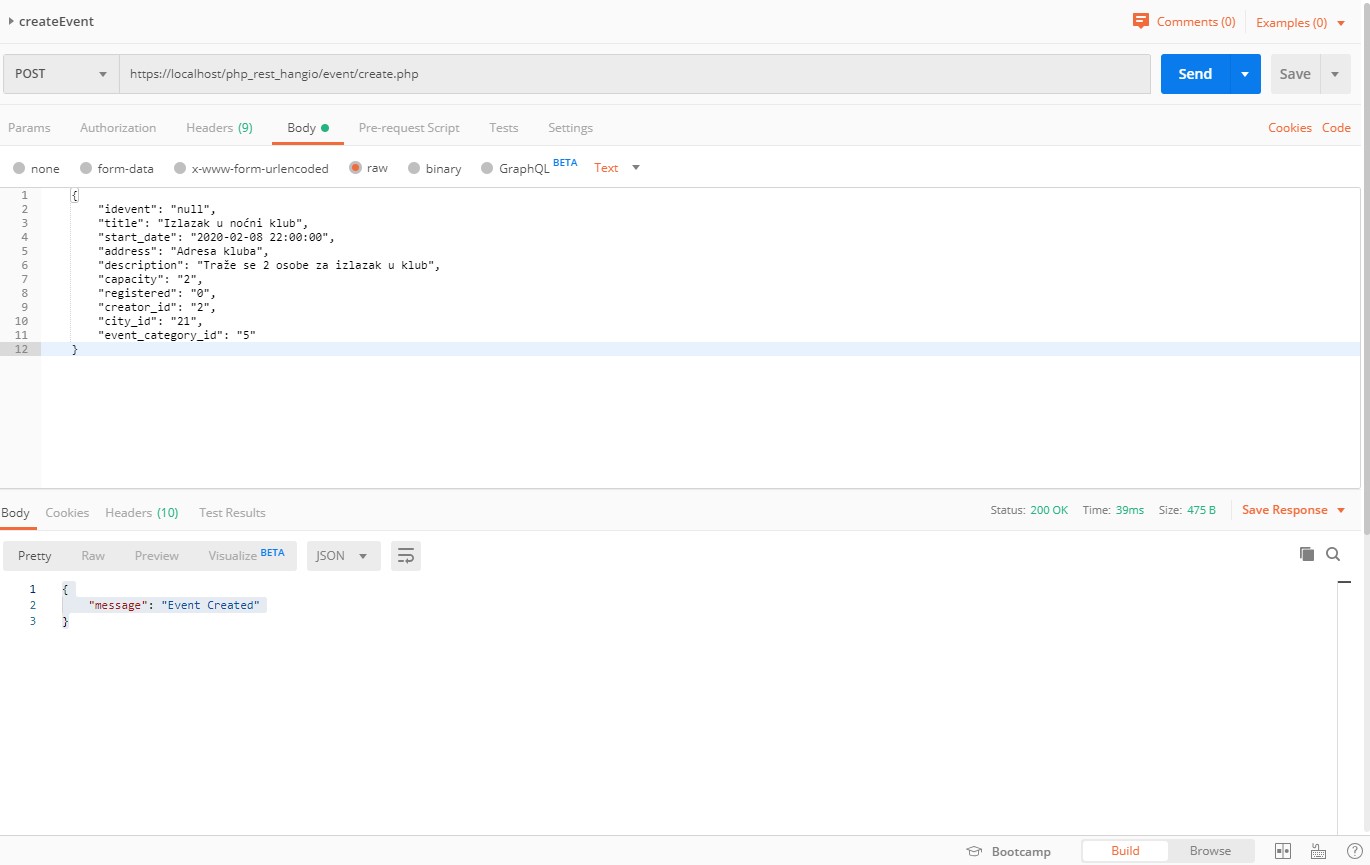 createEvent
Comments (0)
Examples (0)
POST
https://localhost/php_rest_hangio/event/create.php
Send
Save
Params
Authorization
Headers (9)
Body
Pre-request Script
Tests
Settings
Cookies
Code
none
form-data
x-www-form-urlencoded
raw
binary
GraphQL BETA
Text
1 {
2 "idevent": "null",
3 "title": "Izlazak u noćni klub",
4 "start_date": "2020-02-08 22:00:00",
5 "address": "Adresa kluba",
6 "description": "Traže se 2 osobe za izlazak u klub",
7 "capacity": "2",
8 "registered": "0",
9 "creator_id": "2",
10 "city_id": "21",
11 "event_category_id": "5"
12 }
Body
Cookies
Headers (10)
Test Results
Status: 200 OK
Time: 39ms
Size: 475 B
Save Response
Pretty
Raw
Preview
Visualize BETA
JSON
1 {
2 "message": "Event Created"
3 }
Bootcamp
Build
Browse